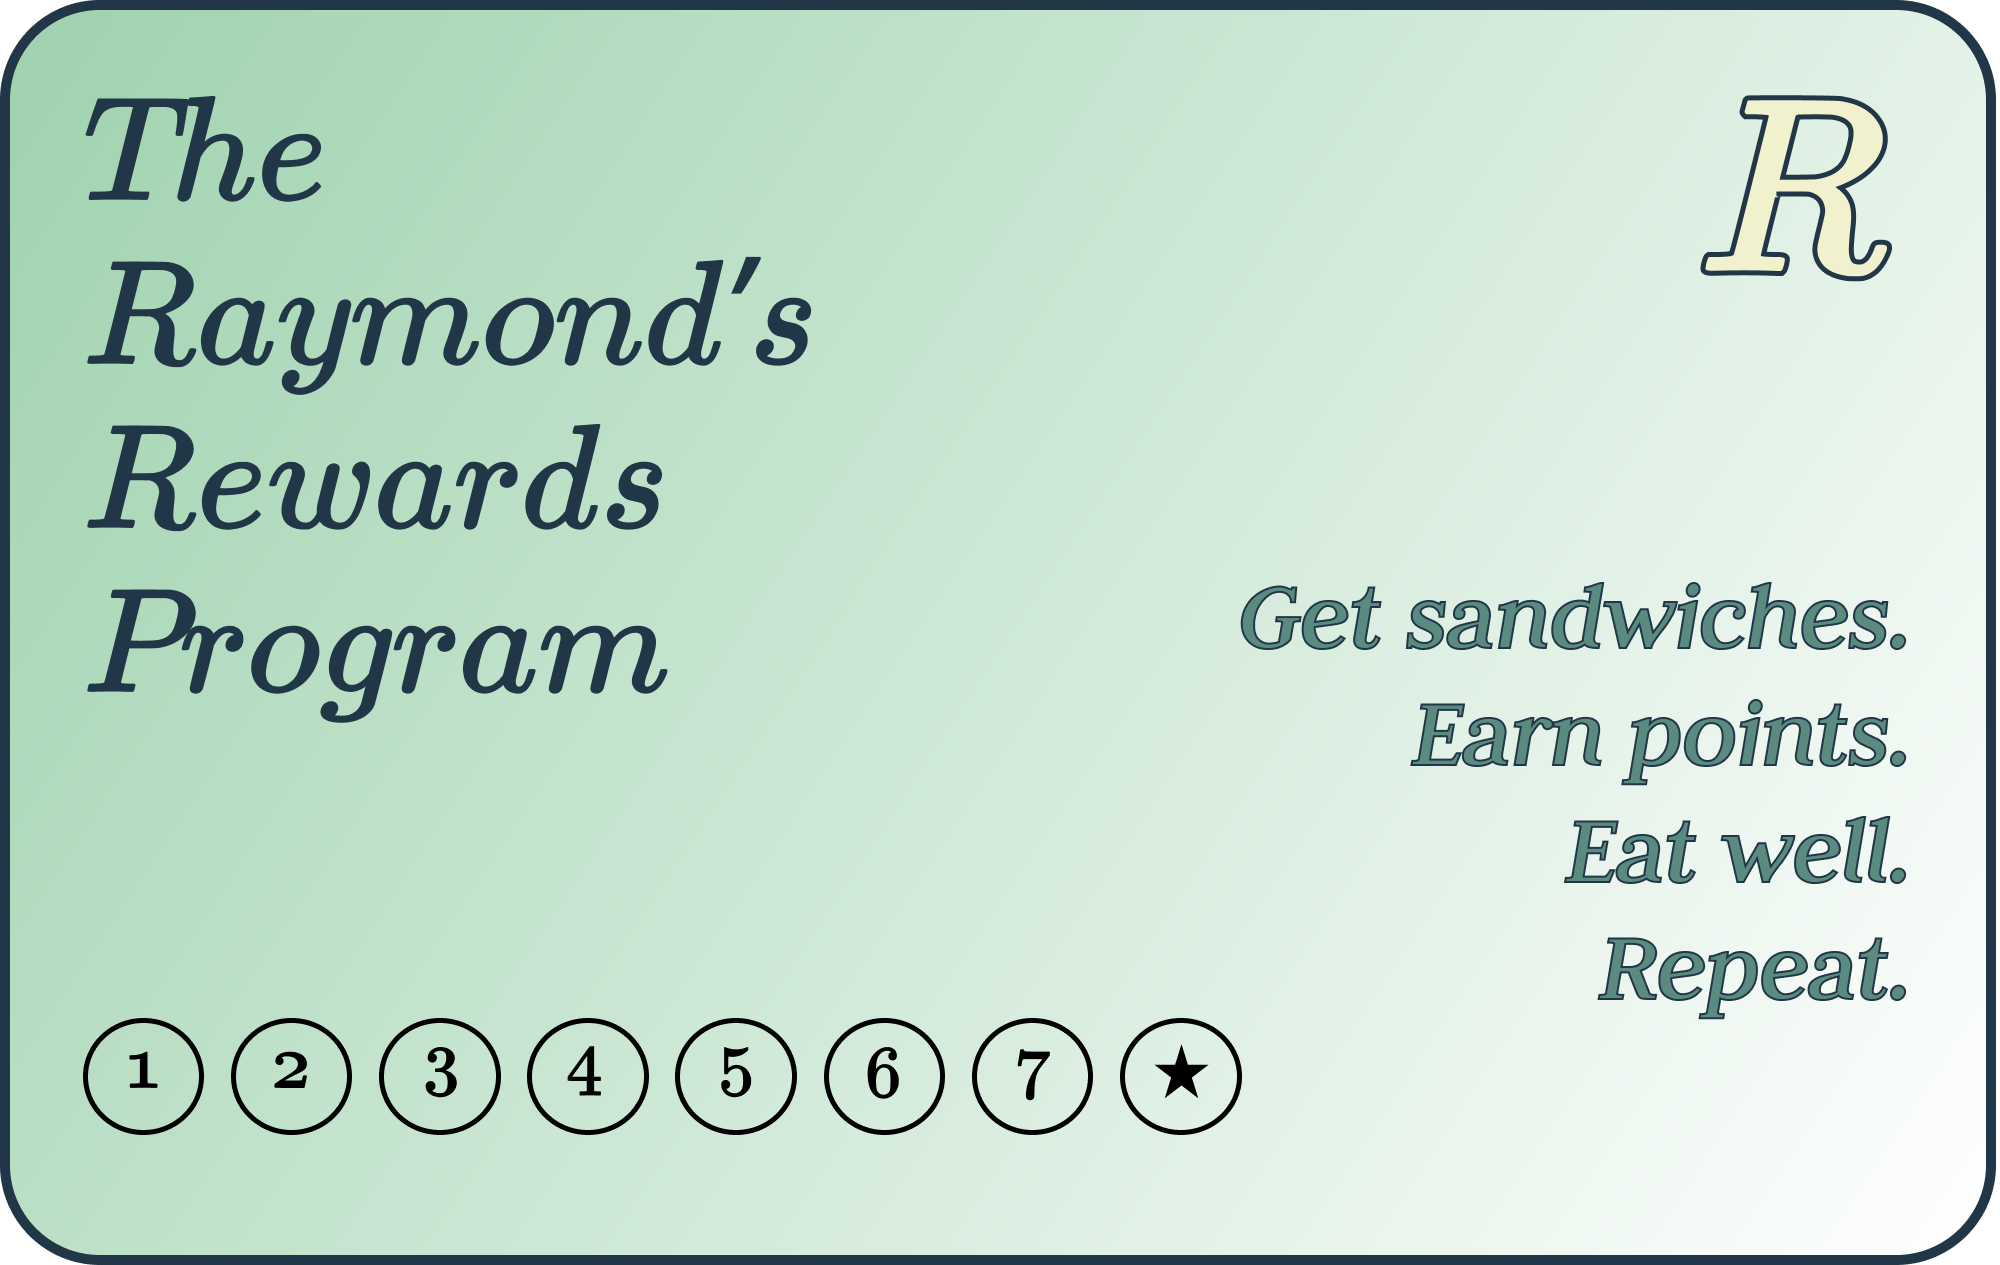 The
Raymond's
Rewards
Program
R
Get sandwiches.
Earn points.
Eat well.
Repeat.
1 2 3 4 5 6 7 ★